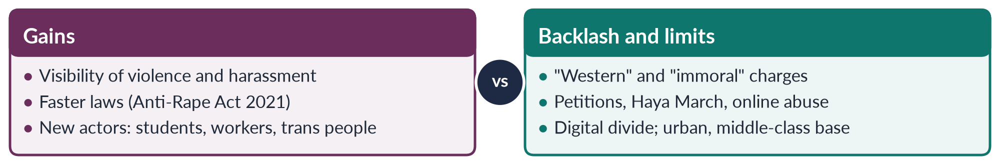 Gains
• Visibility of violence and harassment
• Faster laws (Anti-Rape Act 2021)
• New actors: students, workers, trans people
vs
Backlash and limits
• "Western" and "immoral" charges
• Petitions, Haya March, online abuse
• Digital divide; urban, middle-class base